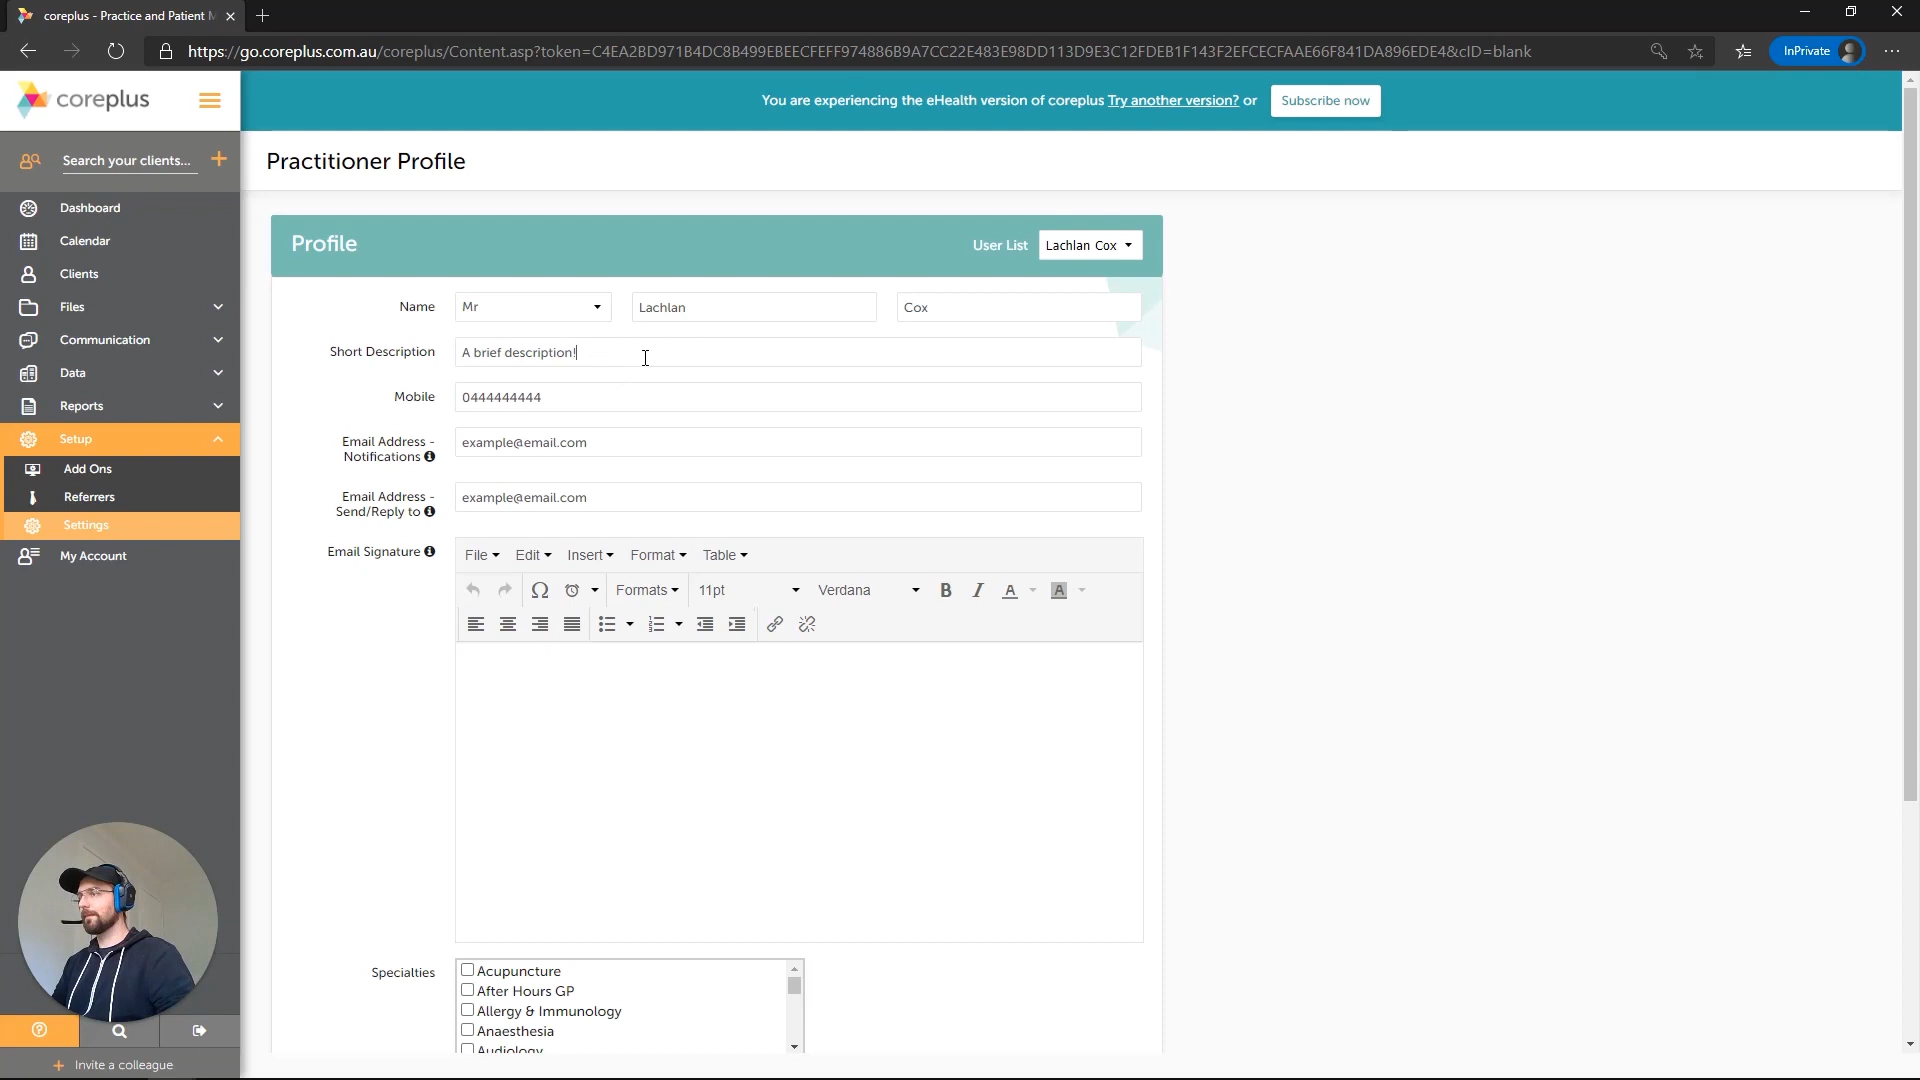 coreplus - Practice and Patient M
https://go.coreplus.com.au/coreplus/Content.asp?token=C4EA2BD971B4DC8B499EBEECFEFF974886B9A7CC22E483E98DD113D9E3C12FDEB1F143F2EFCECFAAE66F841DA896EDE4&cID=blank
InPrivate
coreplus
You are experiencing the eHealth version of coreplus Try another version? or Subscribe now
Search your clients...
Practitioner Profile
Dashboard
Calendar
Clients
Files
Communication
Data
Reports
Setup
Add Ons
Referrers
Settings
My Account
Invite a colleague
Profile
User List Lachlan Cox
Name Mr Lachlan Cox
Short Description A brief description!
Mobile 0444444444
Email Address -
Notifications
example@email.com
Email Address -
Send/Reply to
example@email.com
Email Signature
File Edit Insert Format Table
Formats 11pt Verdana B I A A
Specialties
Acupuncture
After Hours GP
Allergy & Immunology
Anaesthesia
Audiology